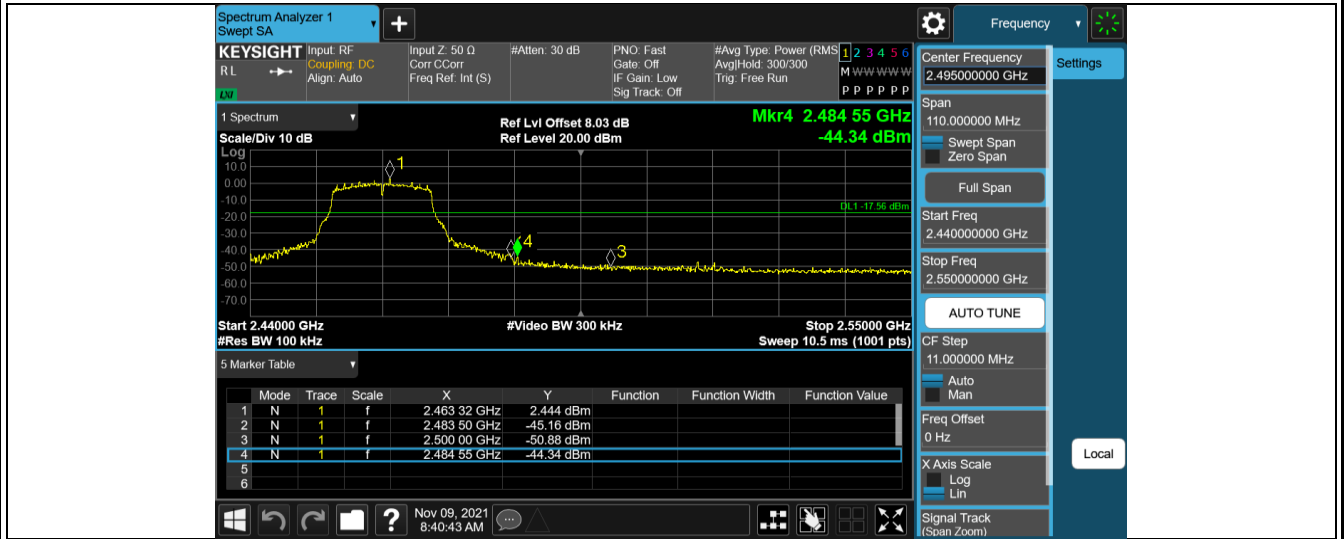 Spectrum Analyzer 1
Swept SA
+
Frequency
KEYSIGHT
RL
LXI
Input: RF
Coupling: DC
Align: Auto
Input Z: 50 Ω
Corr CCorr
Freq Ref: Int (S)
#Atten: 30 dB
PNO: Fast
Gate: Off
IF Gain: Low
Sig Track: Off
#Avg Type: Power (RMS
Avg|Hold: 300/300
Trig: Free Run
1 2 3 4 5 6
M W W W W W
P P P P P P
1 Spectrum
Scale/Div 10 dB
Ref Lvl Offset 8.03 dB
Ref Level 20.00 dBm
Mkr4 2.484 55 GHz
-44.34 dBm
Log
10.0
0.00
-10.0
-20.0
-30.0
-40.0
-50.0
-60.0
-70.0
1
4
3
DL1 -17.56 dBm
Start 2.44000 GHz
#Video BW 300 kHz
Stop 2.55000 GHz
#Res BW 100 kHz
Sweep 10.5 ms (1001 pts)
5 Marker Table
Mode Trace Scale X Y Function Function Width Function Value
1 N 1 f 2.463 32 GHz 2.444 dBm
2 N 1 f 2.483 50 GHz -45.16 dBm
3 N 1 f 2.500 00 GHz -50.88 dBm
4 N 1 f 2.484 55 GHz -44.34 dBm
5
6
?
Nov 09, 2021
8:40:43 AM
Center Frequency
2.495000000 GHz
Settings
Span
110.000000 MHz
Swept Span
Zero Span
Full Span
Start Freq
2.440000000 GHz
Stop Freq
2.550000000 GHz
AUTO TUNE
CF Step
11.000000 MHz
Auto
Man
Freq Offset
0 Hz
Local
X Axis Scale
Log
Lin
Signal Track
(Span Zoom)